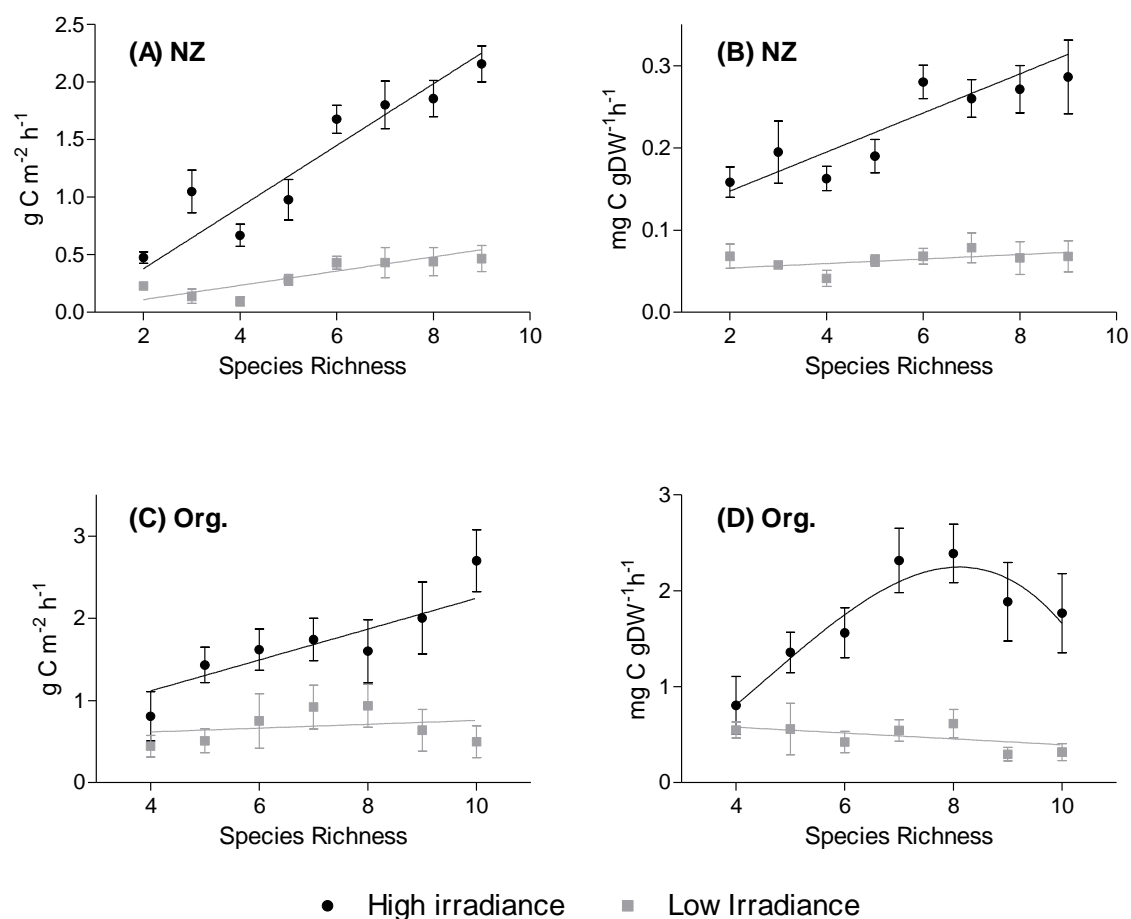 (A) NZ
2.5
2.0
1.5
1.0
0.5
0.0
g C m⁻² h⁻¹
2 4 6 8 10
Species Richness
(B) NZ
0.3
0.2
0.1
0.0
mg C gDW⁻¹h⁻¹
2 4 6 8 10
Species Richness
(C) Org.
3
2
1
0
g C m⁻² h⁻¹
4 6 8 10
Species Richness
(D) Org.
3
2
1
0
mg C gDW⁻¹h⁻¹
4 6 8 10
Species Richness
High irradiance Low Irradiance